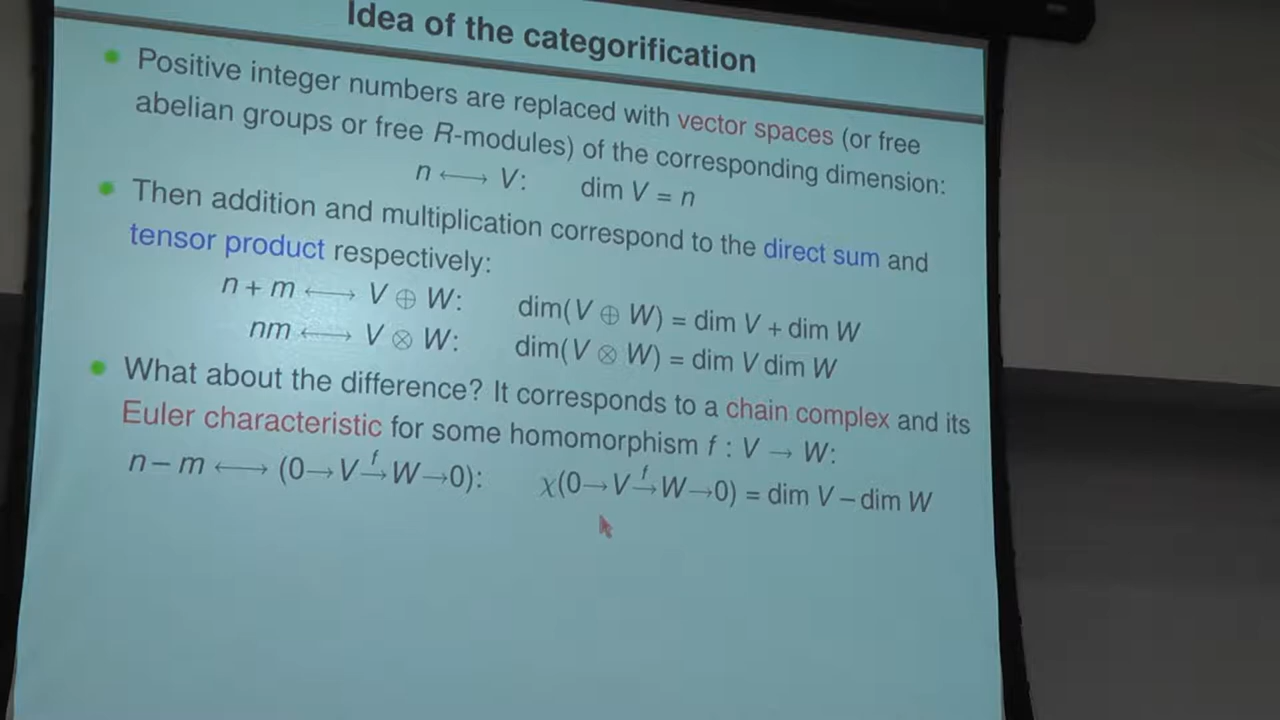 Idea of the categorification
• Positive integer numbers are replaced with vector spaces (or free
abelian groups or free R-modules) of the corresponding dimension:
n ⟷ V: dim V = n
• Then addition and multiplication correspond to the direct sum and
tensor product respectively:
n + m ⟷ V ⊕ W: dim(V ⊕ W) = dim V + dim W
nm ⟷ V ⊗ W: dim(V ⊗ W) = dim V dim W
• What about the difference? It corresponds to a chain complex and its
Euler characteristic for some homomorphism f : V → W:
n − m ⟷ (0→V →^f W→0): χ(0→V →^f W→0) = dim V − dim W